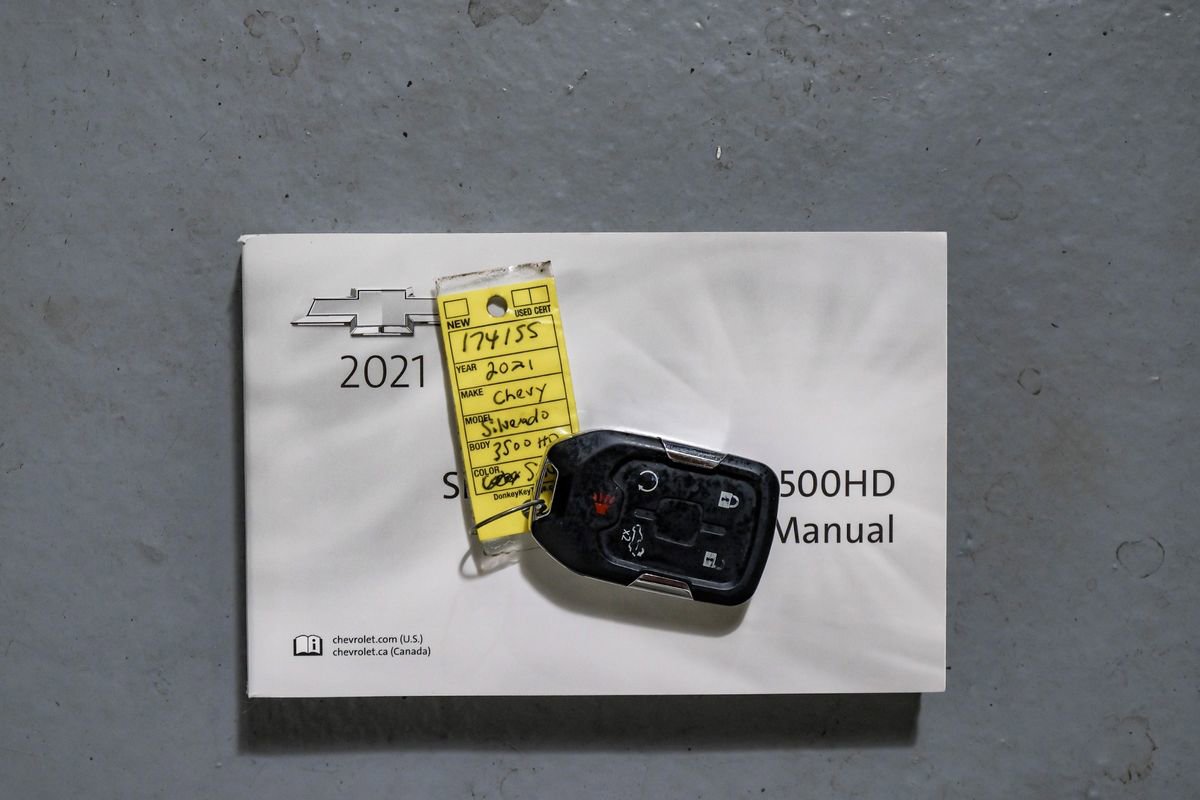 2021
NEW
USED CERT
174155
YEAR 2021
MAKE Chevy
MODEL Silverado
BODY 3500 HD
COLOR
500HD
Manual
X2
chevrolet.com (U.S.)
chevrolet.ca (Canada)